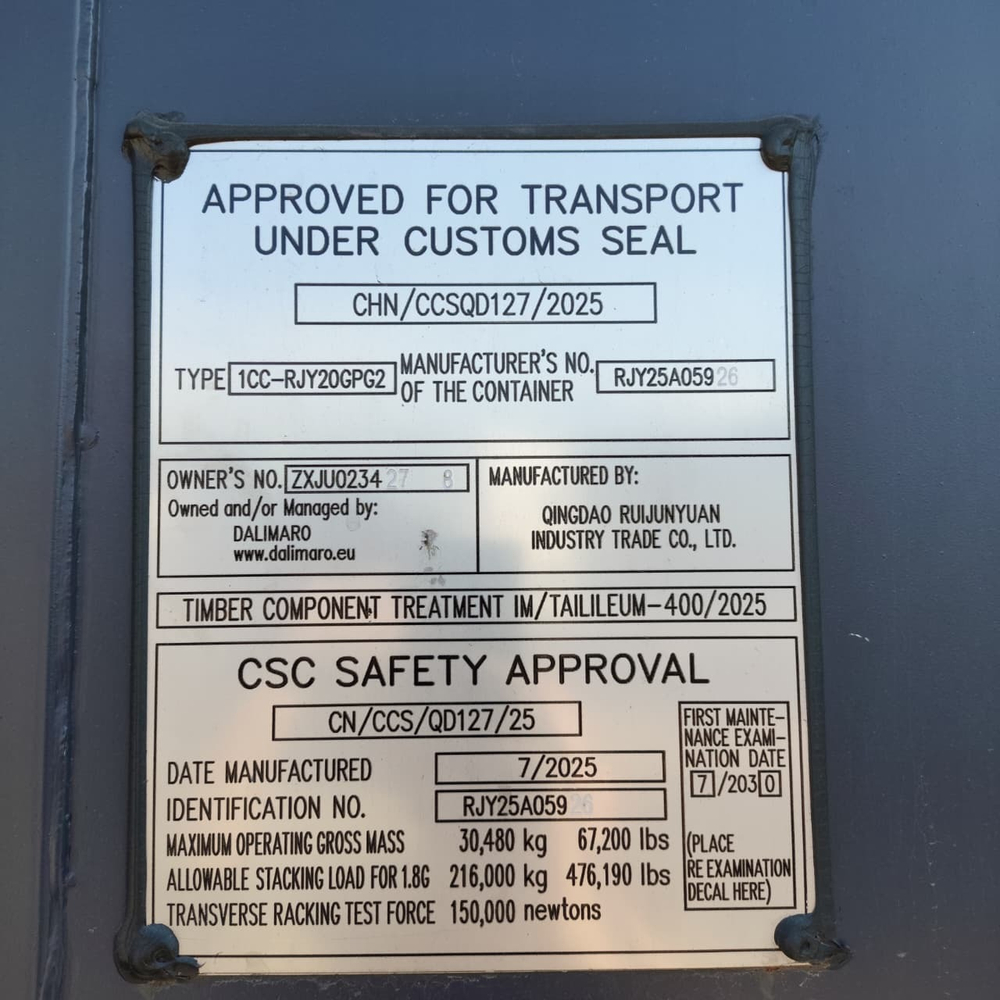 APPROVED FOR TRANSPORT
UNDER CUSTOMS SEAL
CHN/CCSQD127/2025
TYPE 1CC-RJY20GPG2 MANUFACTURER'S NO. OF THE CONTAINER RJY25A05926
OWNER'S NO. ZXJU023427 8
Owned and/or Managed by:
DALIMARO
www.dalimaro.eu
MANUFACTURED BY:
QINGDAO RUIJUNYUAN
INDUSTRY TRADE CO., LTD.
TIMBER COMPONENT TREATMENT IM/TAILILEUM-400/2025
CSC SAFETY APPROVAL
CN/CCS/QD127/25
DATE MANUFACTURED 7/2025
IDENTIFICATION NO. RJY25A05926
MAXIMUM OPERATING GROSS MASS 30,480 kg 67,200 lbs
ALLOWABLE STACKING LOAD FOR 1.8G 216,000 kg 476,190 lbs
TRANSVERSE RACKING TEST FORCE 150,000 newtons
FIRST MAINTE-
NANCE EXAMI-
NATION DATE
7/2030
(PLACE
RE EXAMINATION
DECAL HERE)